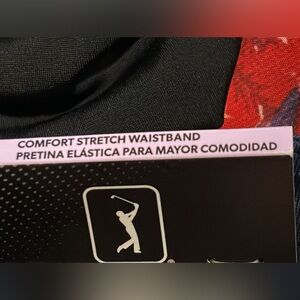 COMFORT STRETCH WAISTBAND
PRETINA ELÁSTICA PARA MAYOR COMODIDAD
®